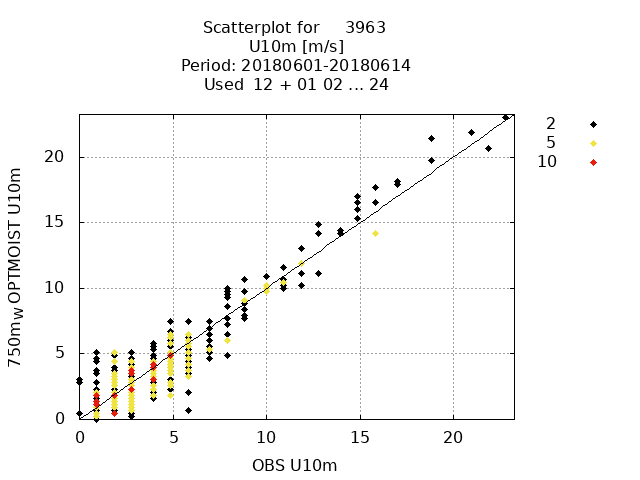 Scatterplot for 3963
U10m [m/s]
Period: 20180601-20180614
Used 12 + 01 02 ... 24
2
5
10
20
15
10
5
0
750mw OPTMOIST U10m
0 5 10 15 20
OBS U10m